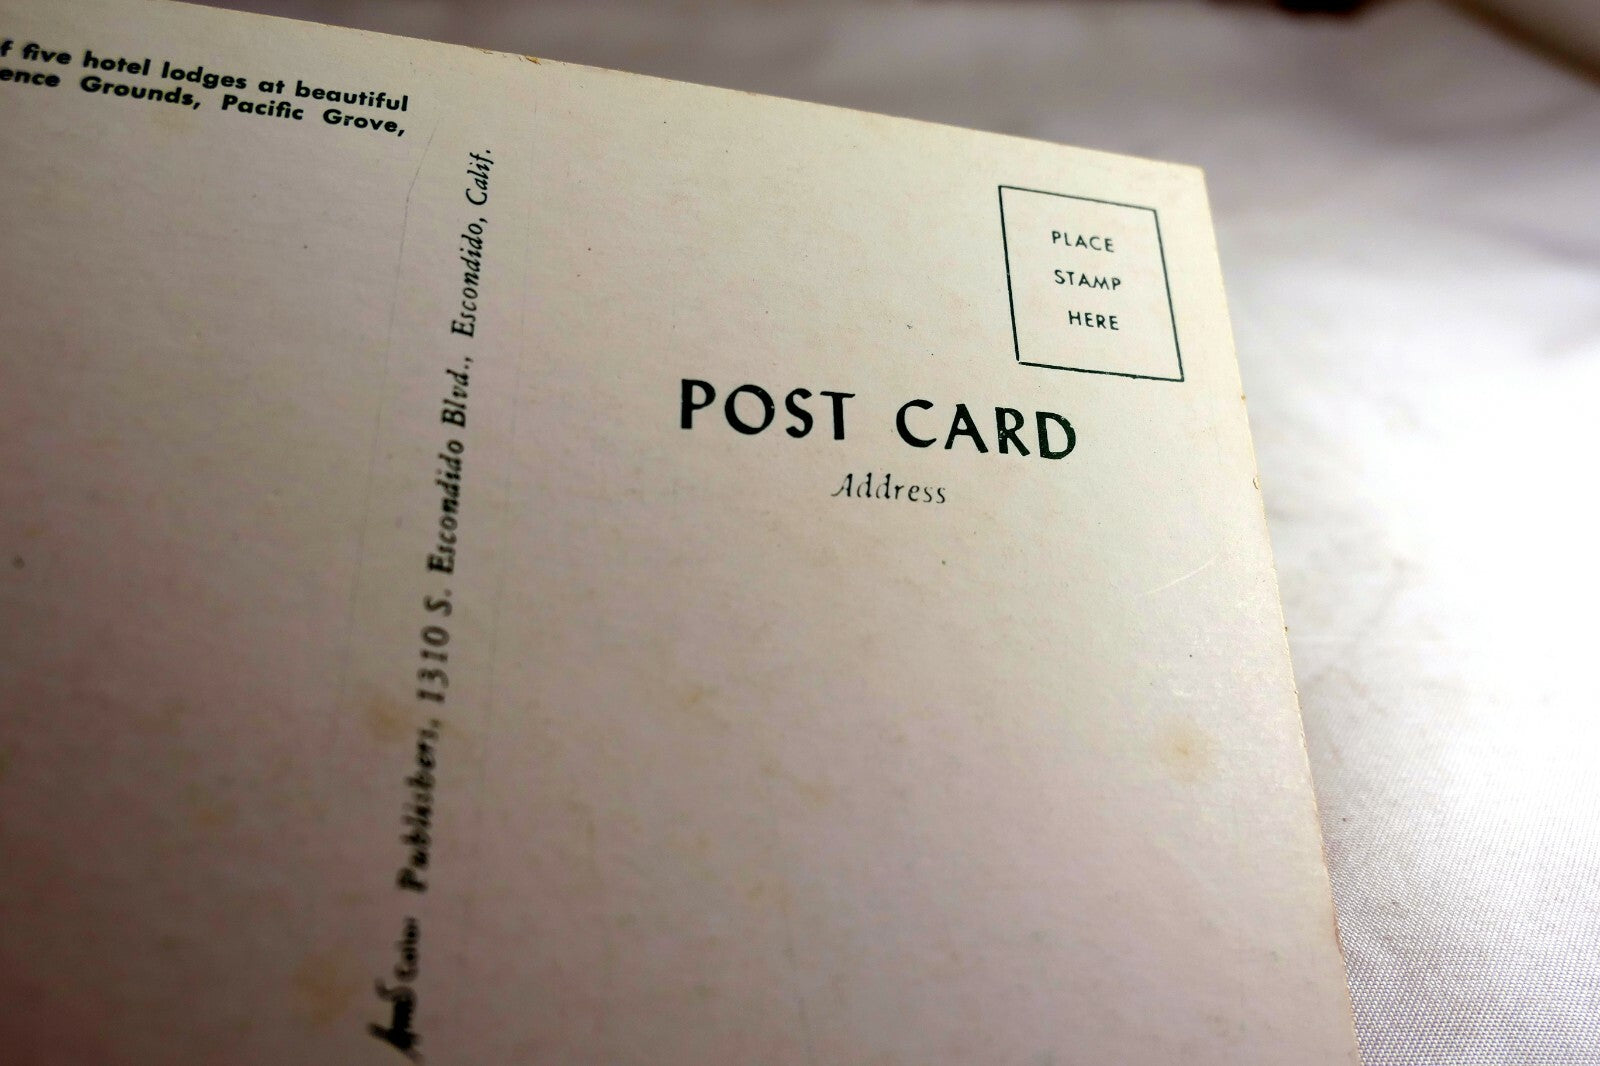 f five hotel lodges at beautiful
ence Grounds, Pacific Grove,
Publishers, 1310 S. Escondido Blvd., Escondido, Calif.
PLACE
STAMP
HERE
POST CARD
Address